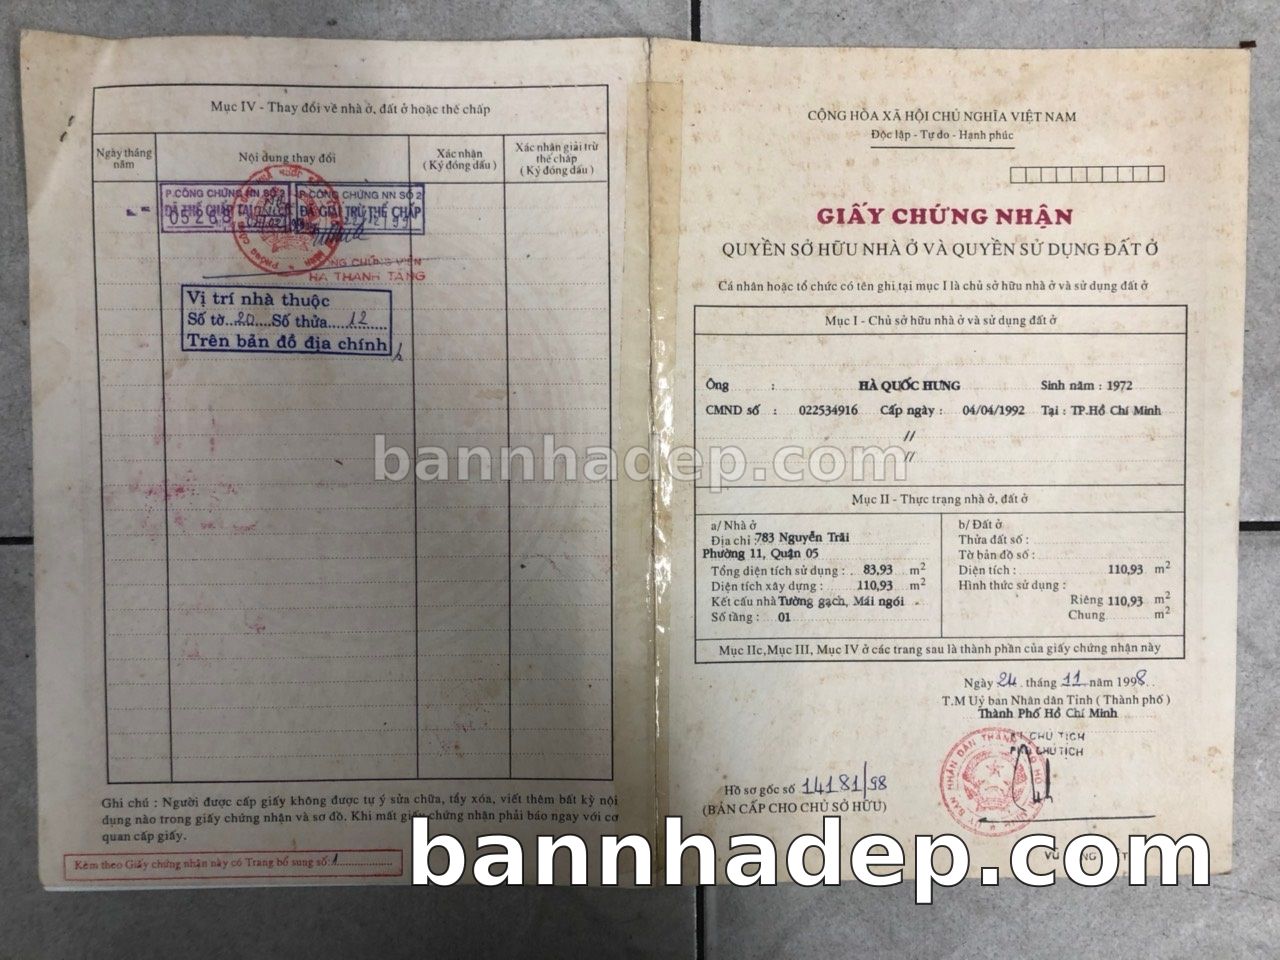 Mục IV - Thay đổi về nhà ở, đất ở hoặc thế chấp
Ngày tháng năm
Nội dung thay đổi
Xác nhận (Ký đóng dấu)
Xác nhận giải trừ thế chấp (Ký đóng dấu)
P.CÔNG CHỨNG NN SỐ 2
ĐÃ THẾ CHẤP TẠI
P.CÔNG CHỨNG NN SỐ 2
ĐÃ GIẢI TRỪ THẾ CHẤP
CÔNG CHỨNG VIÊN
HÀ THANH TÙNG
Vị trí nhà thuộc
Số tờ..20....Số thửa....12......
Trên bản đồ địa chính
Ghi chú : Người được cấp giấy không được tự ý sửa chữa, tẩy xóa, viết thêm bất kỳ nội
dung nào trong giấy chứng nhận và sơ đồ. Khi mất giấy chứng nhận phải báo ngay với cơ
quan cấp giấy.
Kèm theo Giấy chứng nhận này có Trang bổ sung số:1
CỘNG HÒA XÃ HỘI CHỦ NGHĨA VIỆT NAM
Độc lập - Tự do - Hạnh phúc
GIẤY CHỨNG NHẬN
QUYỀN SỞ HỮU NHÀ Ở VÀ QUYỀN SỬ DỤNG ĐẤT Ở
Cá nhân hoặc tổ chức có tên ghi tại mục I là chủ sở hữu nhà ở và sử dụng đất ở
Mục I - Chủ sở hữu nhà ở và sử dụng đất ở
Ông : HÀ QUỐC HƯNG Sinh năm : 1972
CMND số : 022534916 Cấp ngày : 04/04/1992 Tại : TP.Hồ Chí Minh
//
//
Mục II - Thực trạng nhà ở, đất ở
a/ Nhà ở
Địa chỉ : 783 Nguyễn Trãi
Phường 11, Quận 05
Tổng diện tích sử dụng : 83,93 m2
Diện tích xây dựng : 110,93 m2
Kết cấu nhà Tường gạch, Mái ngói
Số tầng : 01
b/ Đất ở
Thửa đất số :
Tờ bản đồ số :
Diện tích : 110,93 m2
Hình thức sử dụng :
Riêng 110,93 m2
Chung m2
Mục IIc,Mục III, Mục IV ở các trang sau là thành phần của giấy chứng nhận này
Ngày 24 tháng 11 năm 1998
T.M Uỷ ban Nhân dân Tỉnh ( Thành phố )
Thành Phố Hồ Chí Minh
KT CHỦ TỊCH
PHÓ CHỦ TỊCH
Hồ sơ gốc số 14181/98
(BẢN CẤP CHO CHỦ SỞ HỮU)
bannhadep.com
bannhadep.com